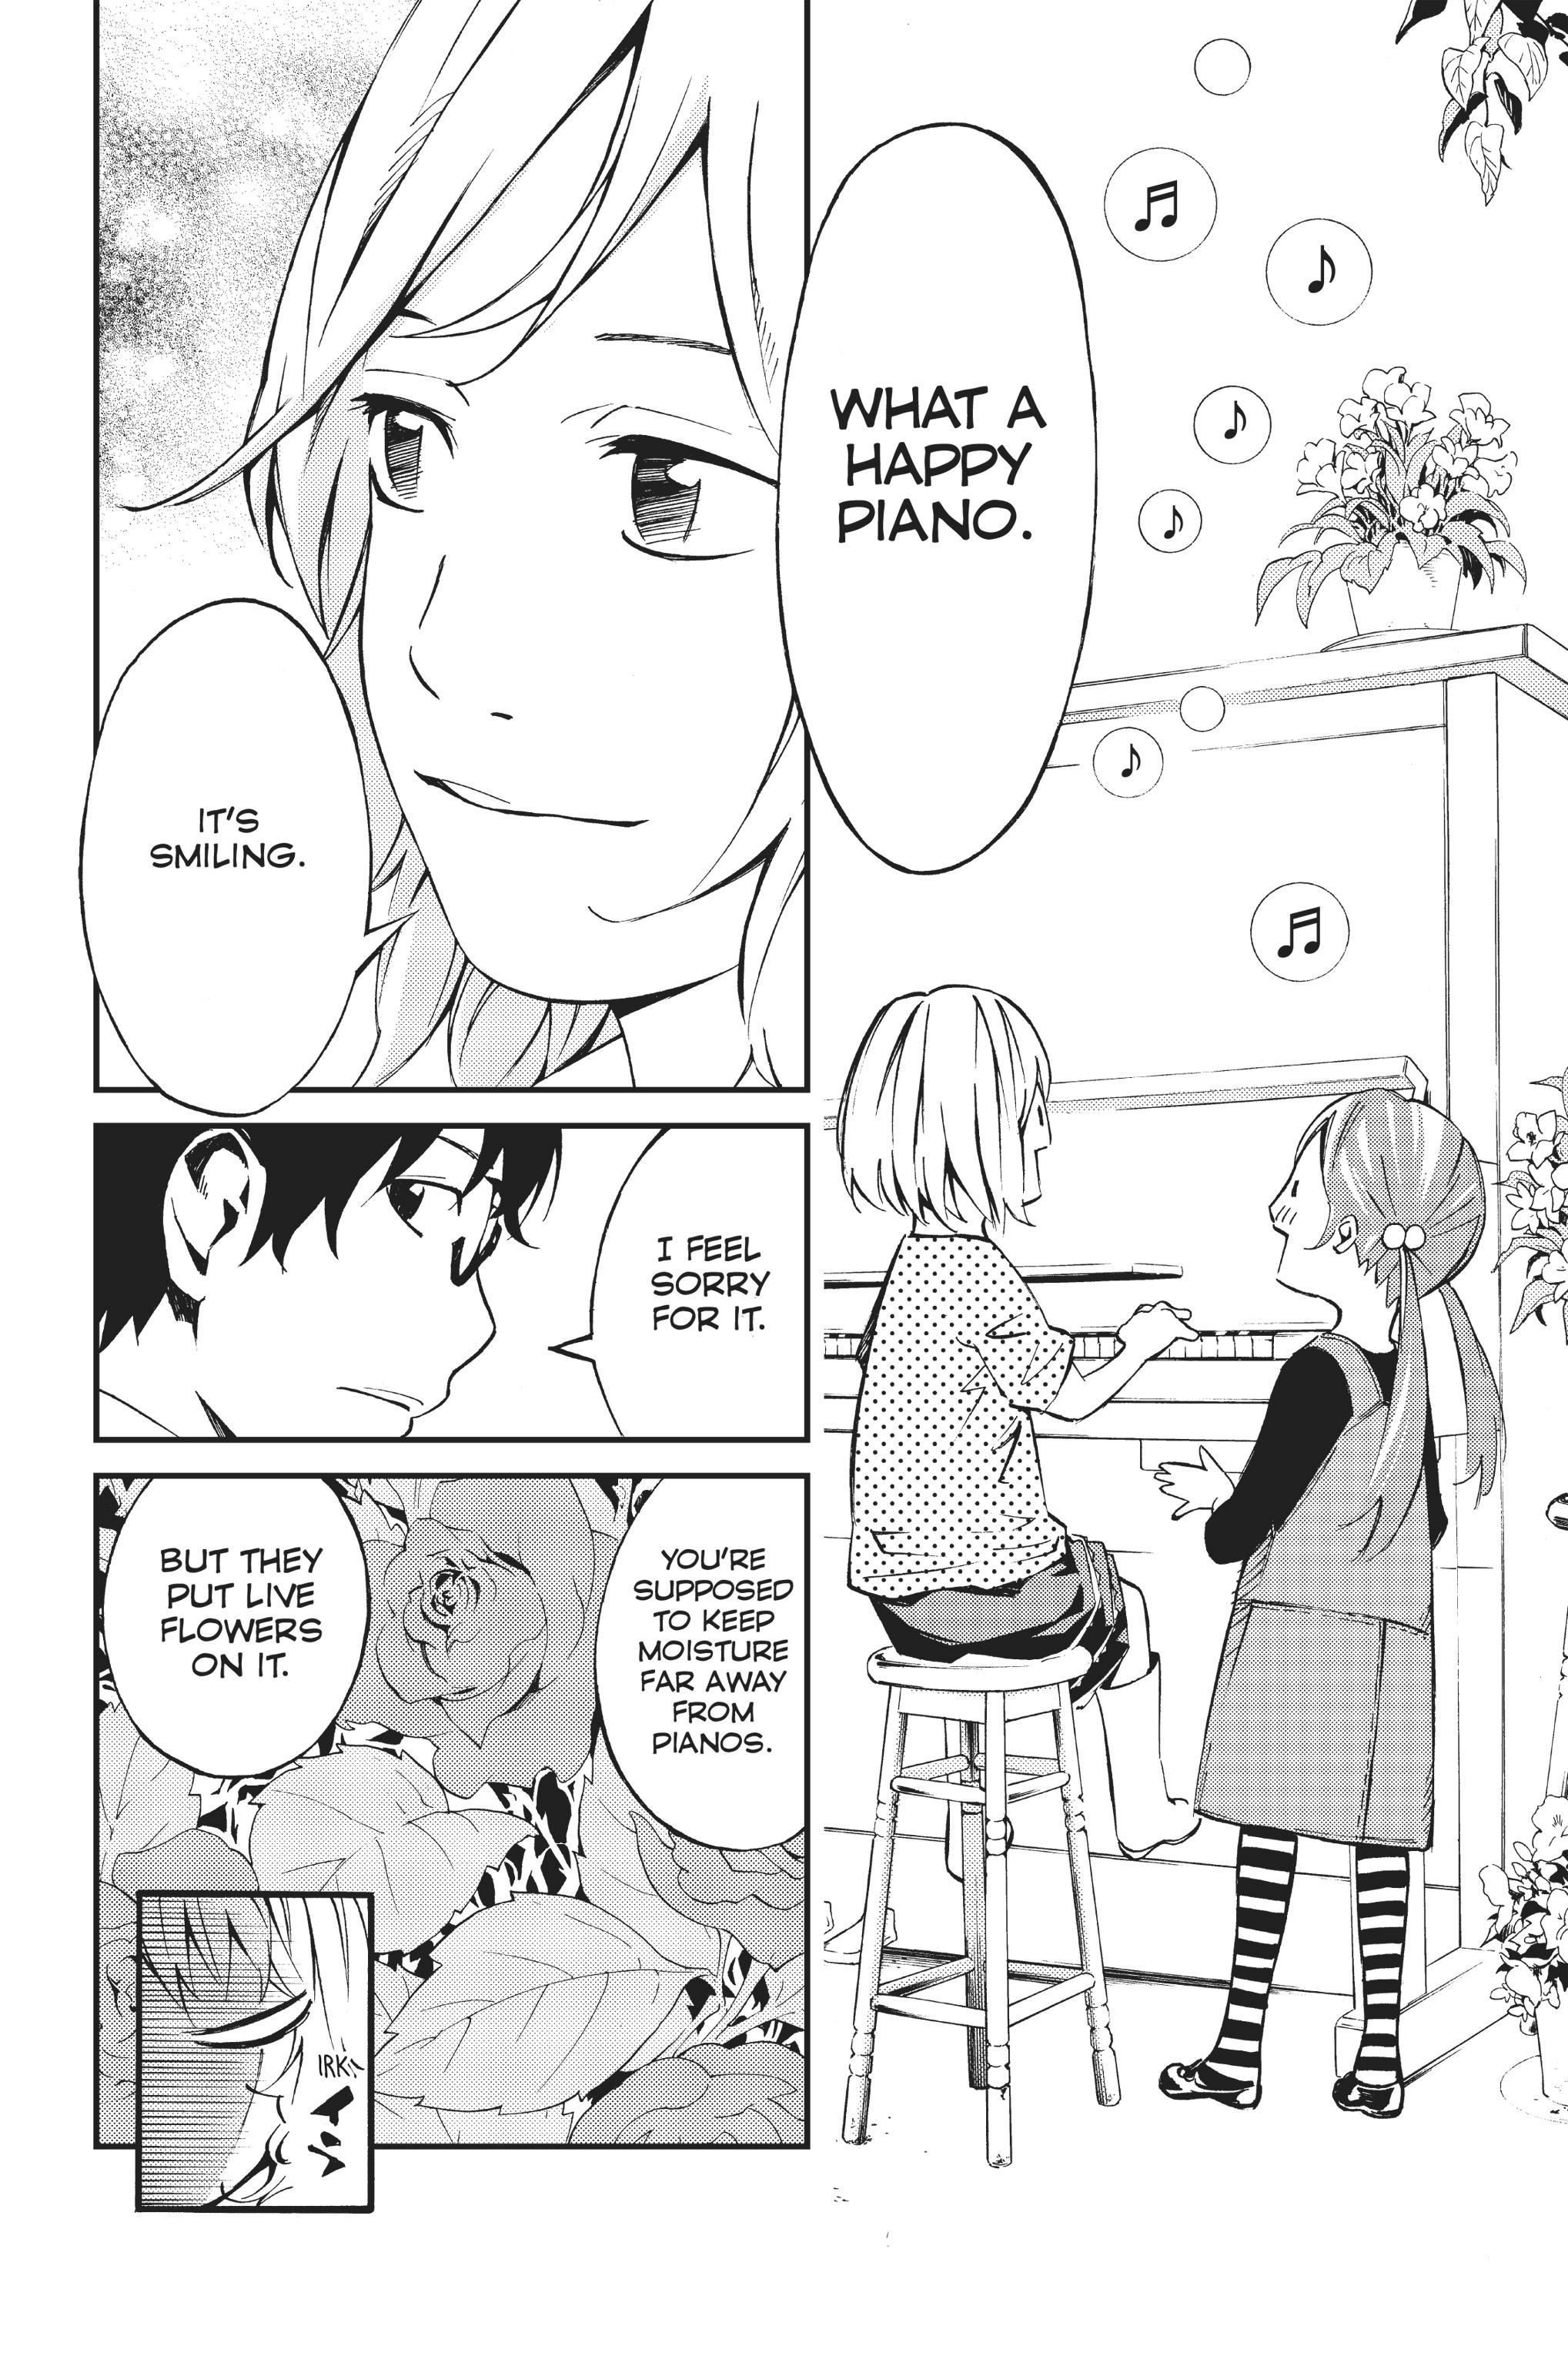 WHAT A
HAPPY
PIANO.
IT'S
SMILING.
I FEEL
SORRY
FOR IT.
YOU'RE
SUPPOSED
TO KEEP
MOISTURE
FAR AWAY
FROM
PIANOS.
BUT THEY
PUT LIVE
FLOWERS
ON IT.
IRK